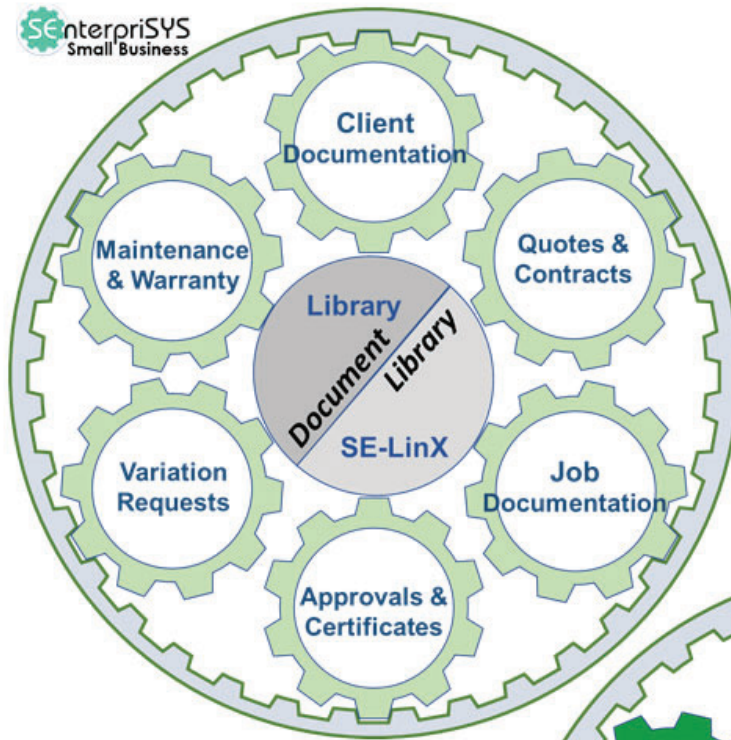 SEnterpriSYS
Small Business
Client
Documentation
Maintenance
& Warranty
Quotes &
Contracts
Library
Document
Library
SE-LinX
Variation
Requests
Job
Documentation
Approvals &
Certificates